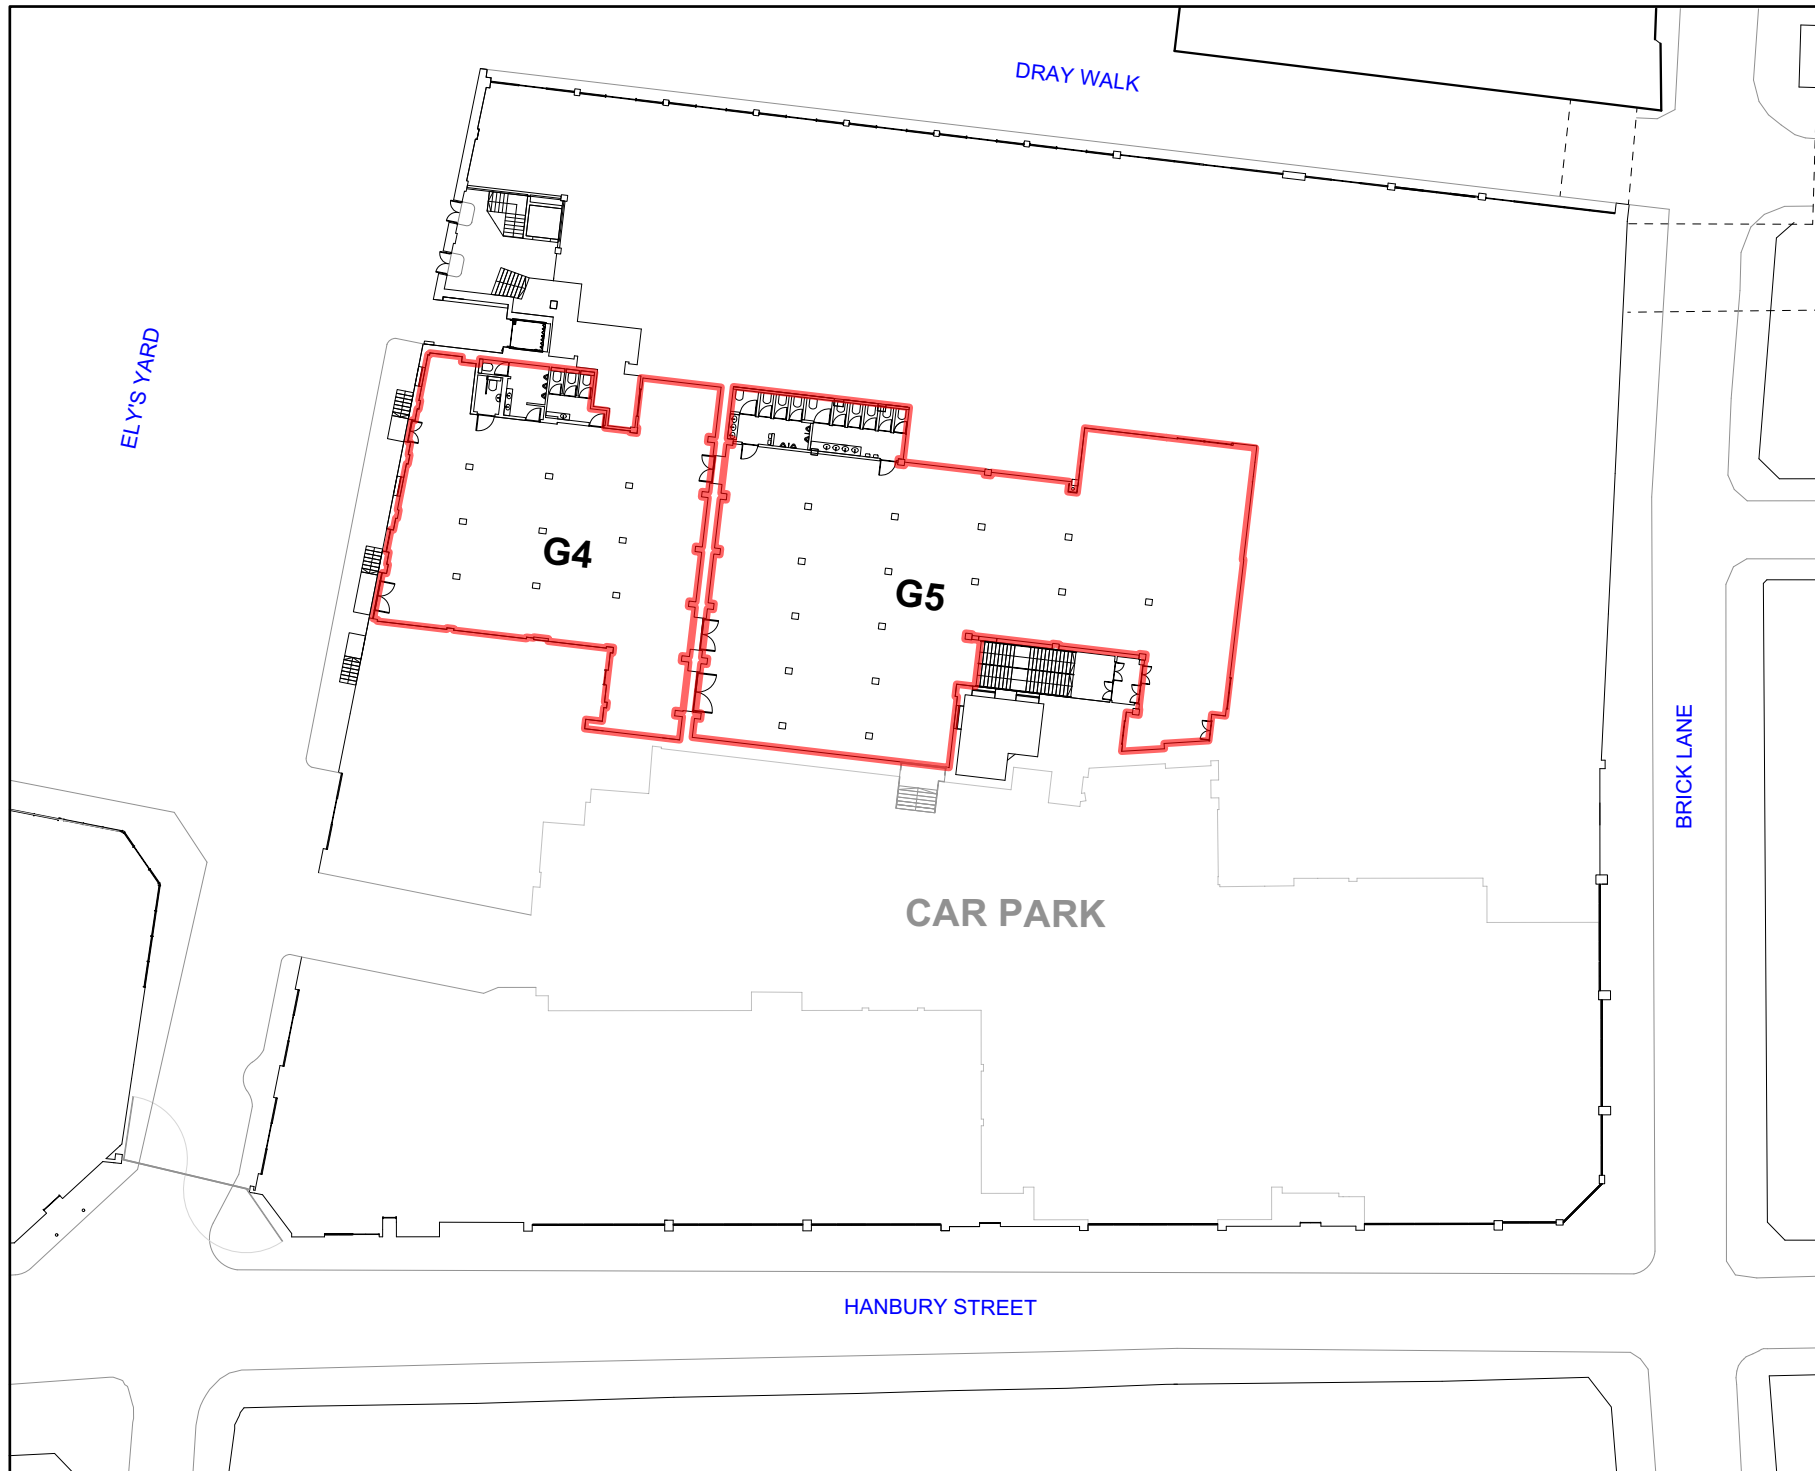 DRAY WALK
ELY'S YARD
G4
G5
BRICK LANE
CAR PARK
HANBURY STREET